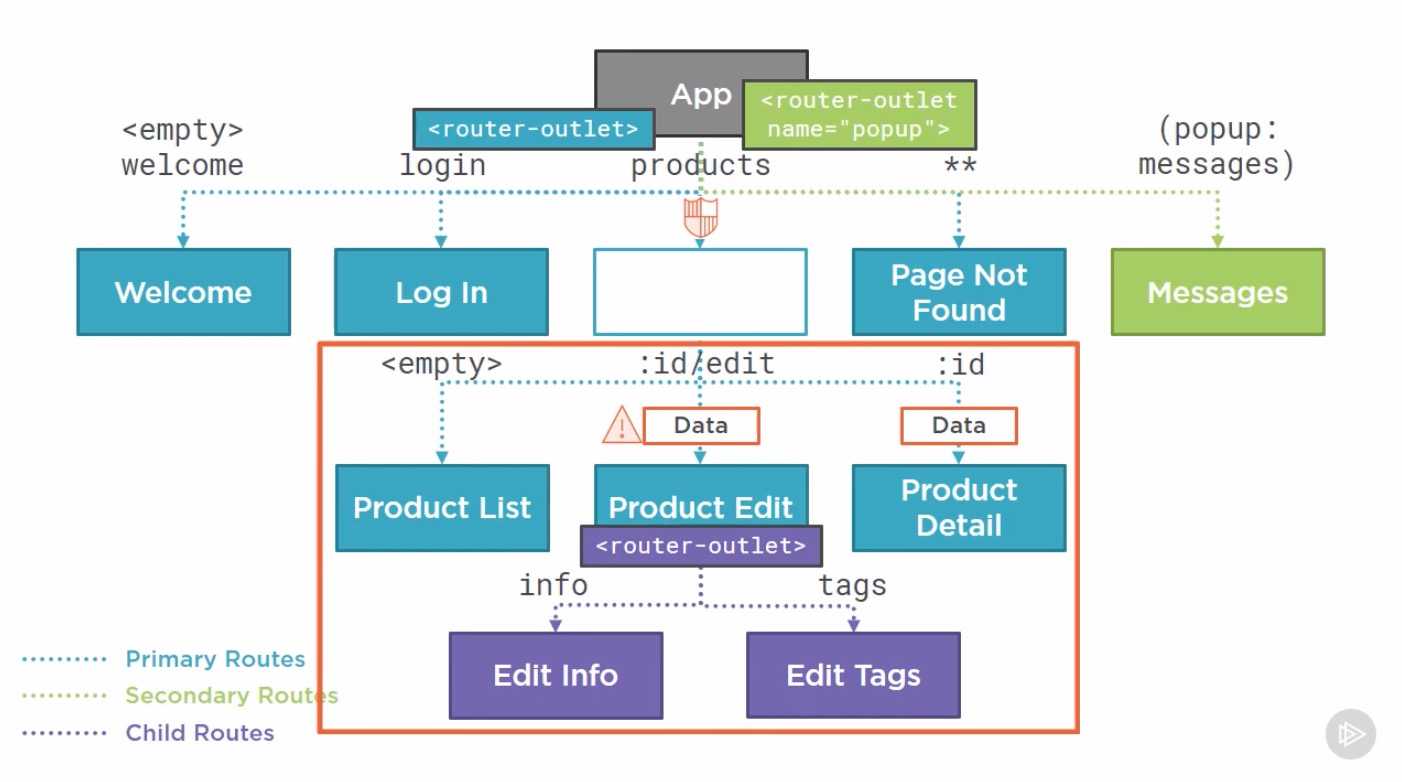 App
<router-outlet>
<router-outlet
name="popup">
<empty>
welcome
login
products
**
(popup:
messages)
Welcome
Log In
Page Not
Found
Messages
<empty>
:id/edit
:id
Data
Data
Product List
Product Edit
<router-outlet>
Product
Detail
info
tags
Edit Info
Edit Tags
Primary Routes
Secondary Routes
Child Routes